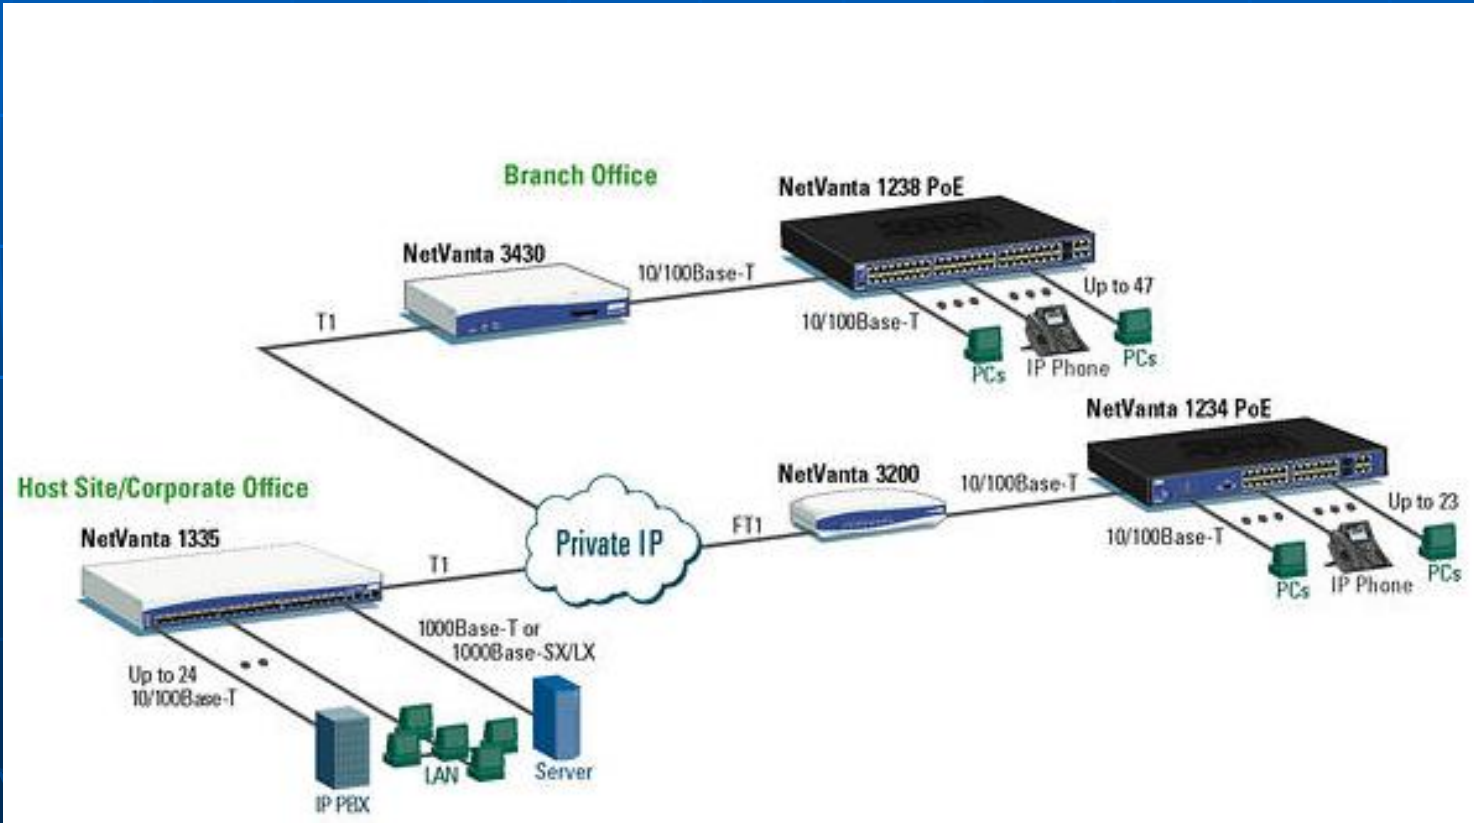 Branch Office
NetVanta 1238 PoE
NetVanta 3430
10/100Base-T
Up to 47
T1
10/100Base-T
PCs
IP Phone
PCs
NetVanta 1234 PoE
Host Site/Corporate Office
NetVanta 3200
10/100Base-T
Up to 23
NetVanta 1335
Private IP
FT1
10/100Base-T
T1
PCs
IP Phone
PCs
1000Base-T or
1000Base-SX/LX
Up to 24
10/100Base-T
LAN
Server
IP PBX